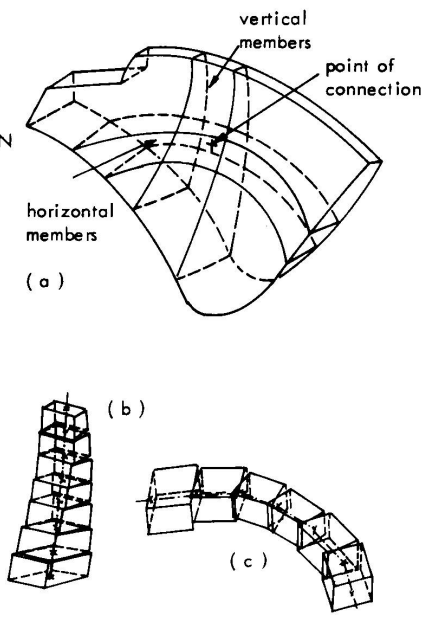 vertical
members
point of
connection
N
horizontal
members
( a )
( b )
( c )